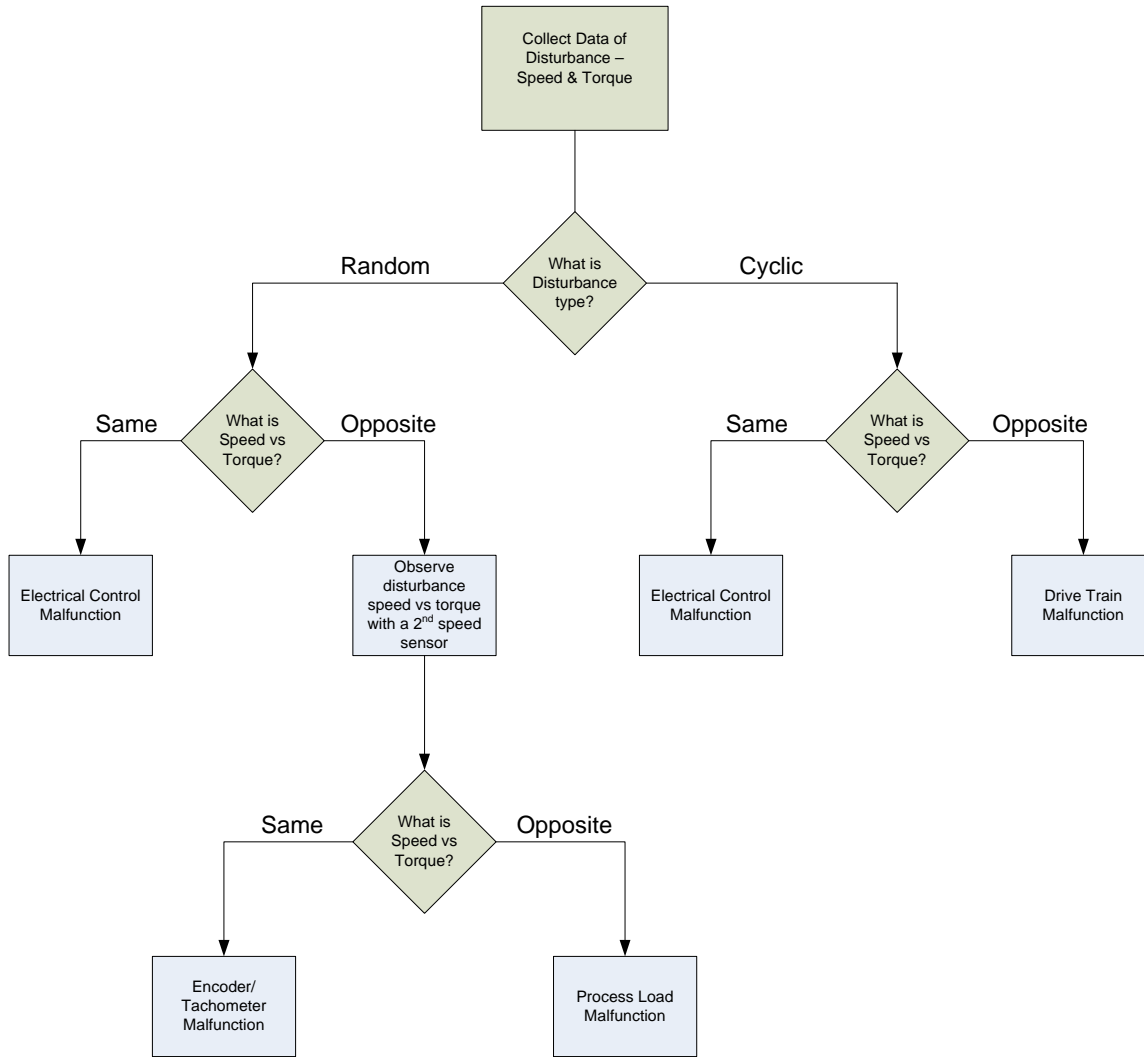 Collect Data of
Disturbance –
Speed & Torque
What is
Disturbance
type?
Random
Cyclic
What is
Speed vs
Torque?
Same
Opposite
What is
Speed vs
Torque?
Same
Opposite
Electrical Control
Malfunction
Observe
disturbance
speed vs torque
with a 2nd speed
sensor
Electrical Control
Malfunction
Drive Train
Malfunction
What is
Speed vs
Torque?
Same
Opposite
Encoder/
Tachometer
Malfunction
Process Load
Malfunction